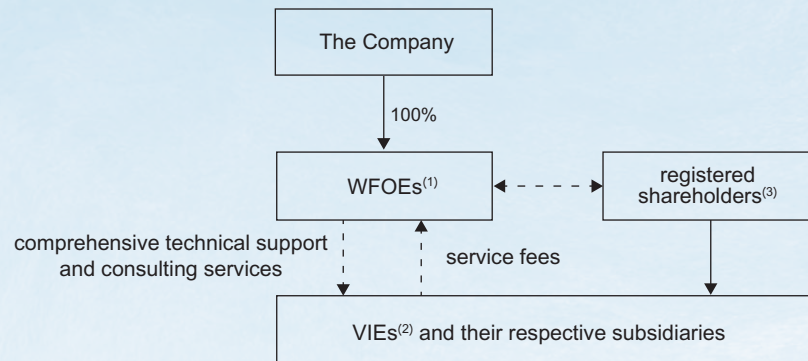 The Company
100%
WFOEs(1)
registered
shareholders(3)
comprehensive technical support
and consulting services
service fees
VIEs(2) and their respective subsidiaries